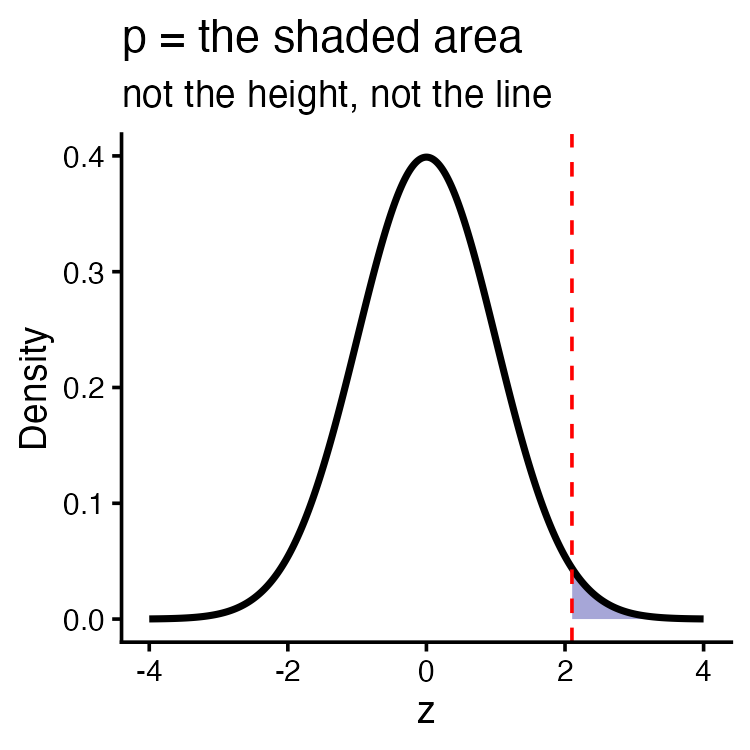 p = the shaded area
not the height, not the line
0.4
0.3
0.2
0.1
0.0
Density
-4 -2 0 2 4
z